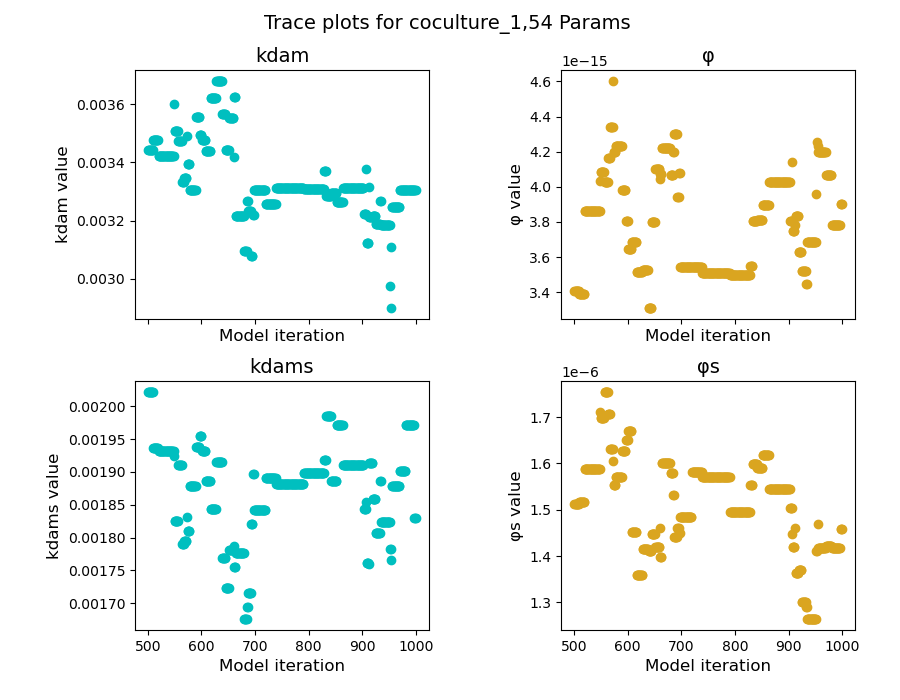 Trace plots for coculture_1,54 Params
kdam
φ
1e−15
0.0036
0.0034
0.0032
0.0030
kdam value
4.6
4.2
4.0
3.8
3.6
3.4
4.4
φ value
Model iteration
Model iteration
kdams
φs
1e−6
0.00200
0.00195
0.00190
0.00185
0.00180
0.00175
0.00170
kdams value
1.7
1.6
1.5
1.4
1.3
φs value
500 600 700 800 900 1000
500 600 700 800 900 1000
Model iteration
Model iteration